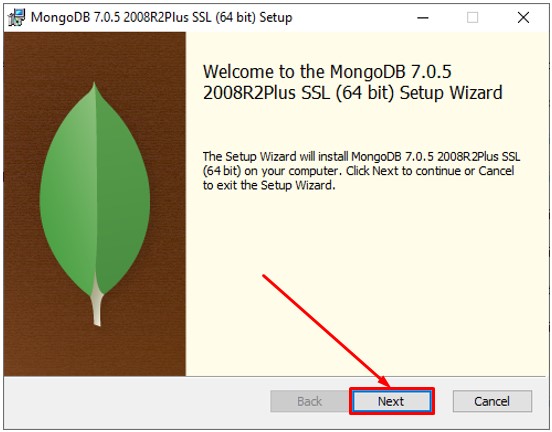 MongoDB 7.0.5 2008R2Plus SSL (64 bit) Setup
Welcome to the MongoDB 7.0.5
2008R2Plus SSL (64 bit) Setup Wizard
The Setup Wizard will install MongoDB 7.0.5 2008R2Plus SSL
(64 bit) on your computer. Click Next to continue or Cancel
to exit the Setup Wizard.
Back Next Cancel